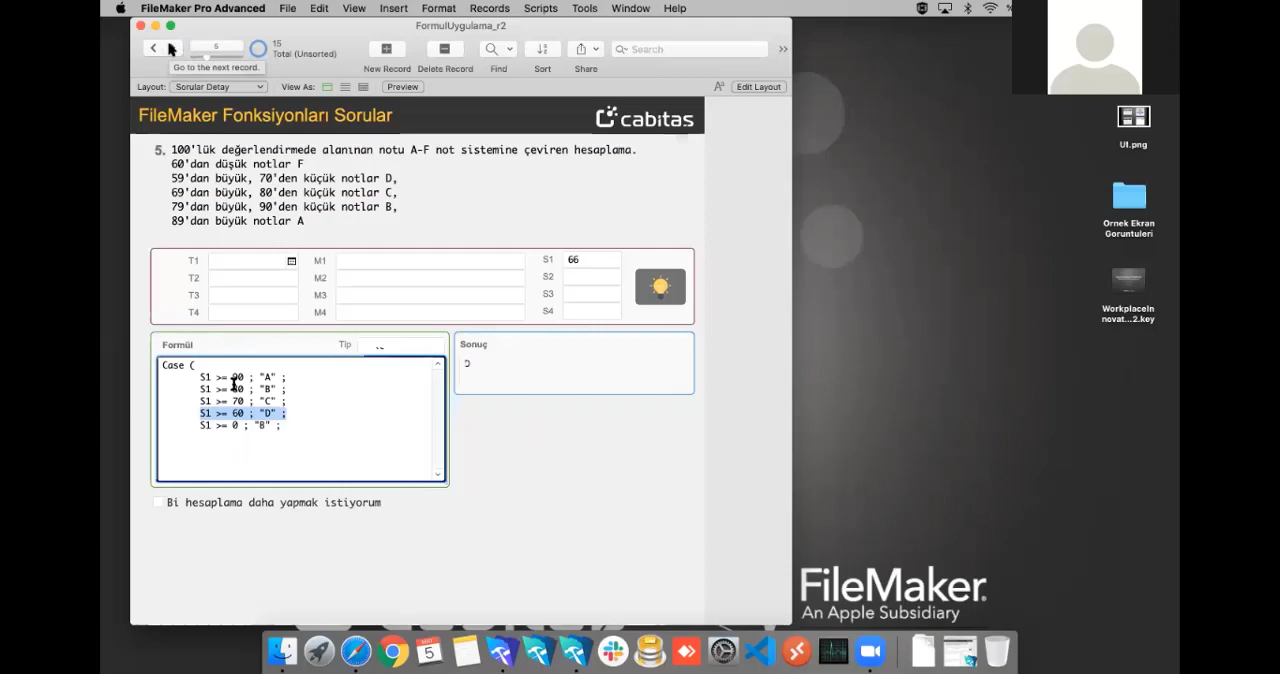 FileMaker Pro Advanced File Edit View Insert Format Records Scripts Tools Window Help
FormulUygulama_r2
5
15
Total (Unsorted)
Search
Go to the next record.
New Record Delete Record Find Sort Share
Layout: Sorular Detay View As: Preview Edit Layout
FileMaker Fonksiyonları Sorular
cabitas
5. 100'lük değerlendirmede alanınan notu A-F not sistemine çeviren hesaplama.
60'dan düşük notlar F
59'dan büyük, 70'den küçük notlar D,
69'dan büyük, 80'den küçük notlar C,
79'dan büyük, 90'den küçük notlar B,
89'dan büyük notlar A
T1 M1 S1 66
T2 M2 S2
T3 M3 S3
T4 M4 S4
Formül Tip
Sonuç
D
Case (
S1 >= 90 ; "A" ;
S1 >= 80 ; "B" ;
S1 >= 70 ; "C" ;
S1 >= 60 ; "D" ;
S1 >= 0 ; "B" ;
Bi hesaplama daha yapmak istiyorum
UI.png
Ornek Ekran
Goruntuleri
WorkplaceIn
novat...2.key
FileMaker.
An Apple Subsidiary
5